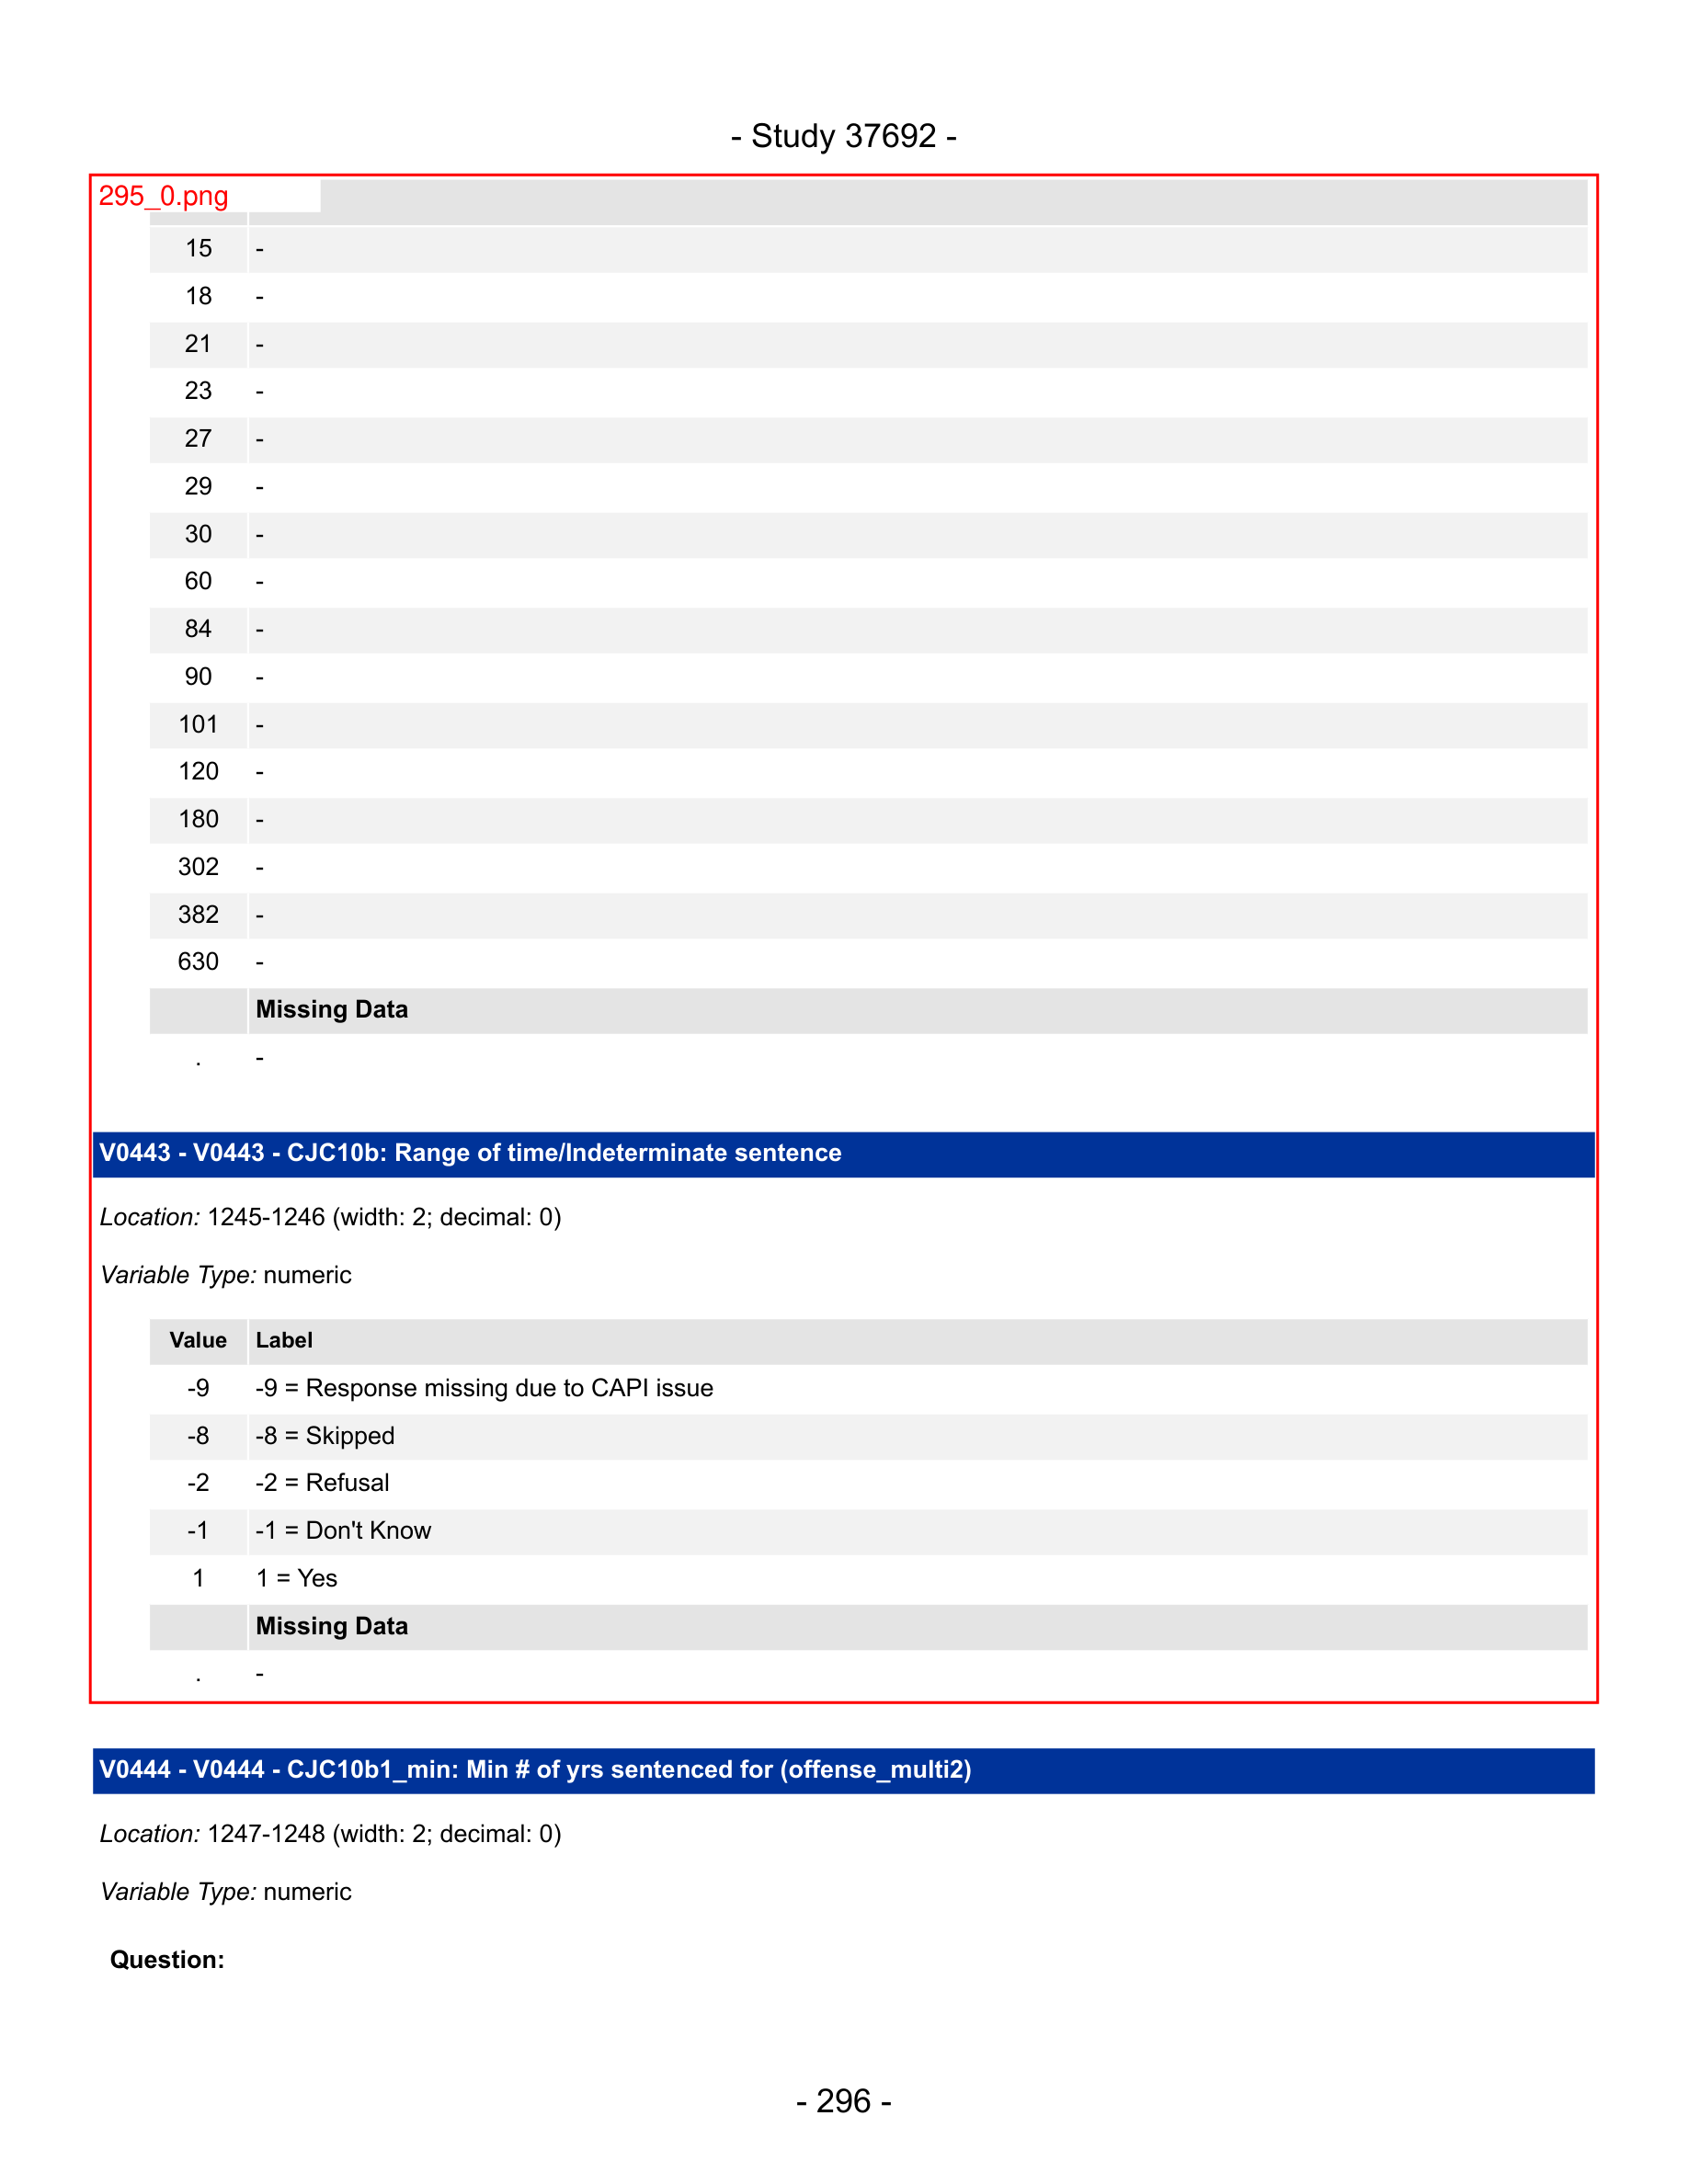 - Study 37692 -
295_0.png
15 -
18 -
21 -
23 -
27 -
29 -
30 -
60 -
84 -
90 -
101 -
120 -
180 -
302 -
382 -
630 -
Missing Data
. -
V0443 - V0443 - CJC10b: Range of time/Indeterminate sentence
Location: 1245-1246 (width: 2; decimal: 0)
Variable Type: numeric
Value Label
-9 -9 = Response missing due to CAPI issue
-8 -8 = Skipped
-2 -2 = Refusal
-1 -1 = Don't Know
1 1 = Yes
Missing Data
. -
V0444 - V0444 - CJC10b1_min: Min # of yrs sentenced for (offense_multi2)
Location: 1247-1248 (width: 2; decimal: 0)
Variable Type: numeric
Question:
- 296 -